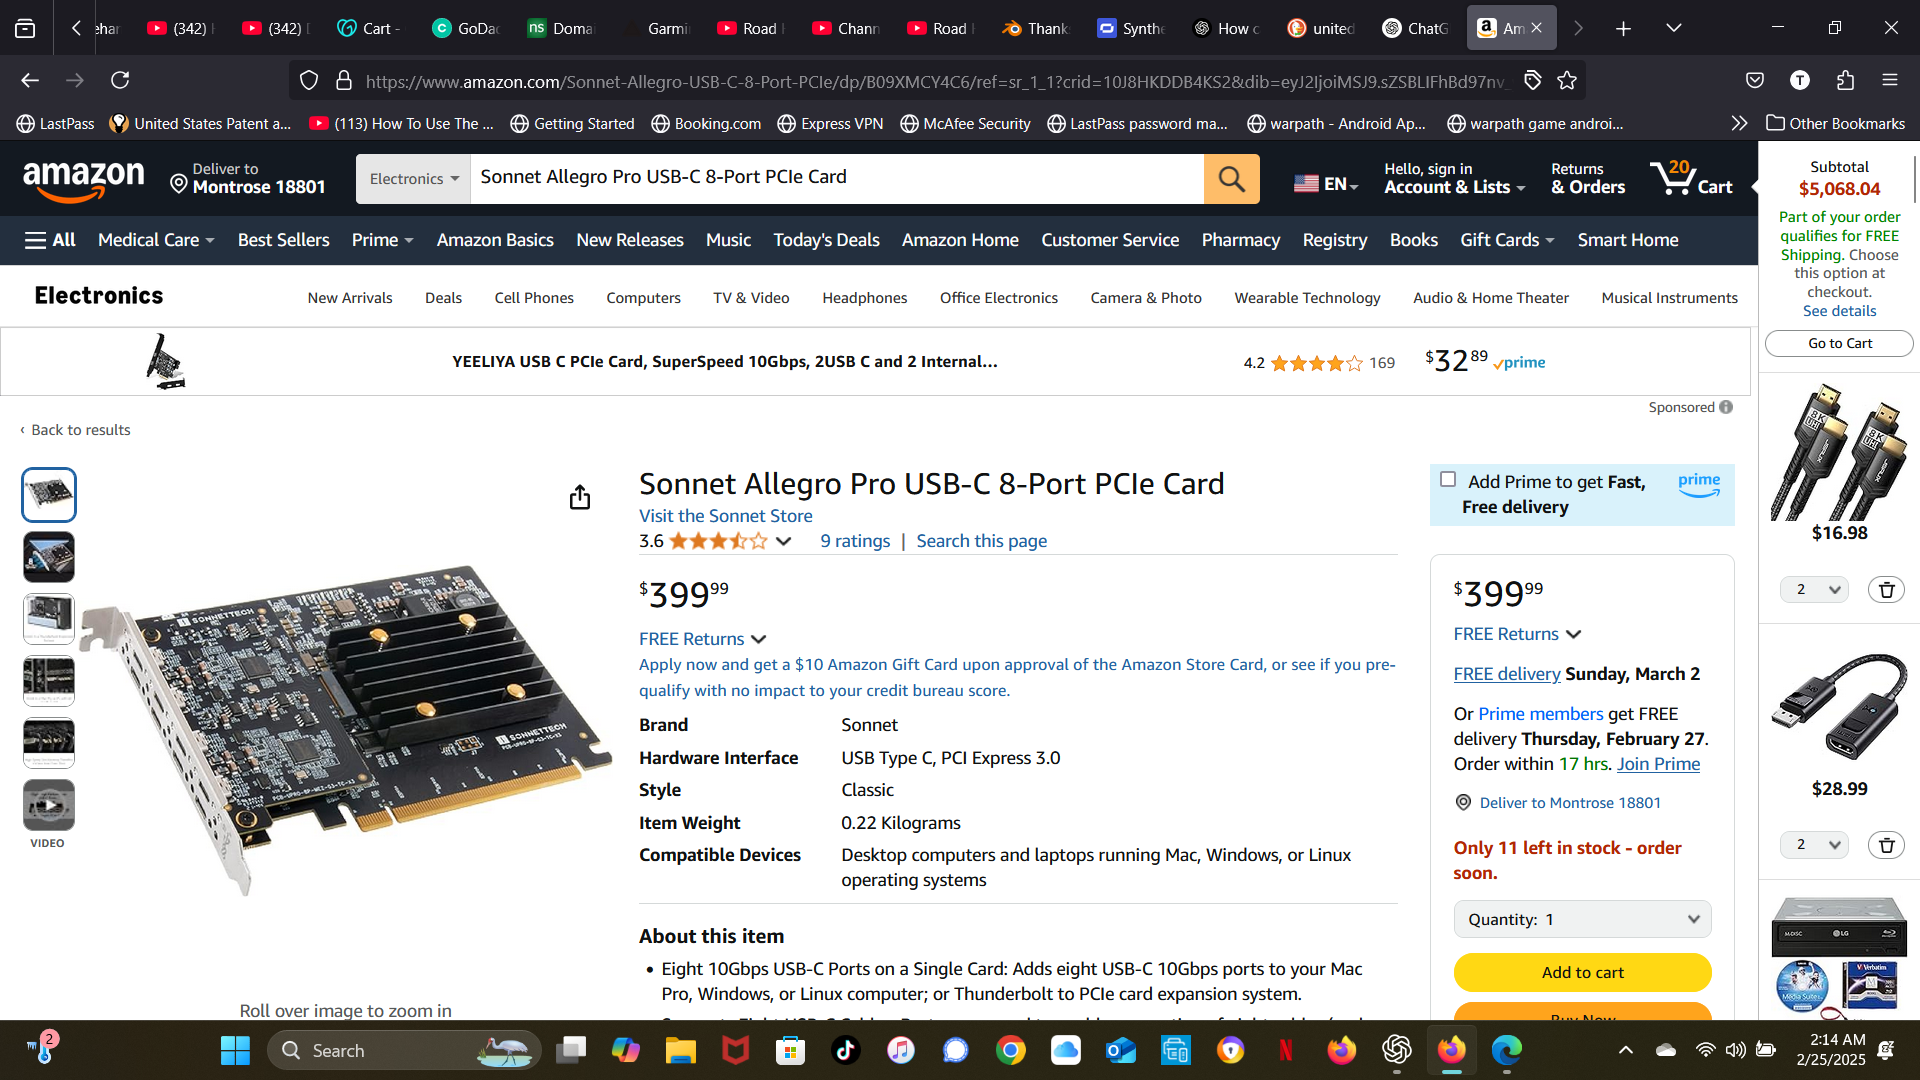 ehar
(342)
(342)
Cart -
GoDac
Domai
Garmi
Road
Chann
Road
Thank
Synthe
How c
united
ChatG
Am
https://www.amazon.com/Sonnet-Allegro-USB-C-8-Port-PCIe/dp/B09XMCY4C6/ref=sr_1_1?crid=10J8HKDDB4KS2&dib=eyJ2IjoiMSJ9.sZSBLIFhBd97nv
LastPass
United States Patent a...
(113) How To Use The ...
Getting Started
Booking.com
Express VPN
McAfee Security
LastPass password ma...
warpath - Android Ap...
warpath game androi...
Other Bookmarks
amazon
Deliver to
Montrose 18801
Electronics
Sonnet Allegro Pro USB-C 8-Port PCIe Card
EN
Hello, sign in
Account & Lists
Returns
& Orders
20
Cart
All
Medical Care
Best Sellers
Prime
Amazon Basics
New Releases
Music
Today's Deals
Amazon Home
Customer Service
Pharmacy
Registry
Books
Gift Cards
Smart Home
Electronics
New Arrivals
Deals
Cell Phones
Computers
TV & Video
Headphones
Office Electronics
Camera & Photo
Wearable Technology
Audio & Home Theater
Musical Instruments
YEELIYA USB C PCIe Card, SuperSpeed 10Gbps, 2USB C and 2 Internal...
4.2
169
$32 89
prime
Sponsored
‹ Back to results
VIDEO
SONNETTECH
SONNETTECH
Roll over image to zoom in
Sonnet Allegro Pro USB-C 8-Port PCIe Card
Visit the Sonnet Store
3.6
9 ratings | Search this page
$399 99
FREE Returns
Apply now and get a $10 Amazon Gift Card upon approval of the Amazon Store Card, or see if you pre-
qualify with no impact to your credit bureau score.
Brand Sonnet
Hardware Interface USB Type C, PCI Express 3.0
Style Classic
Item Weight 0.22 Kilograms
Compatible Devices Desktop computers and laptops running Mac, Windows, or Linux
operating systems
About this item
• Eight 10Gbps USB-C Ports on a Single Card: Adds eight USB-C 10Gbps ports to your Mac
Pro, Windows, or Linux computer; or Thunderbolt to PCIe card expansion system.
Add Prime to get Fast,
Free delivery
prime
$399 99
FREE Returns
FREE delivery Sunday, March 2
Or Prime members get FREE
delivery Thursday, February 27.
Order within 17 hrs. Join Prime
Deliver to Montrose 18801
Only 11 left in stock - order
soon.
Quantity: 1
Add to cart
Buy Now
Subtotal
$5,068.04
Part of your order
qualifies for FREE
Shipping. Choose
this option at
checkout.
See details
Go to Cart
8K
8K
$16.98
2
$28.99
2
M-DISC
LG
Verbatim
Media Suite
2
Search
2:14 AM
2/25/2025